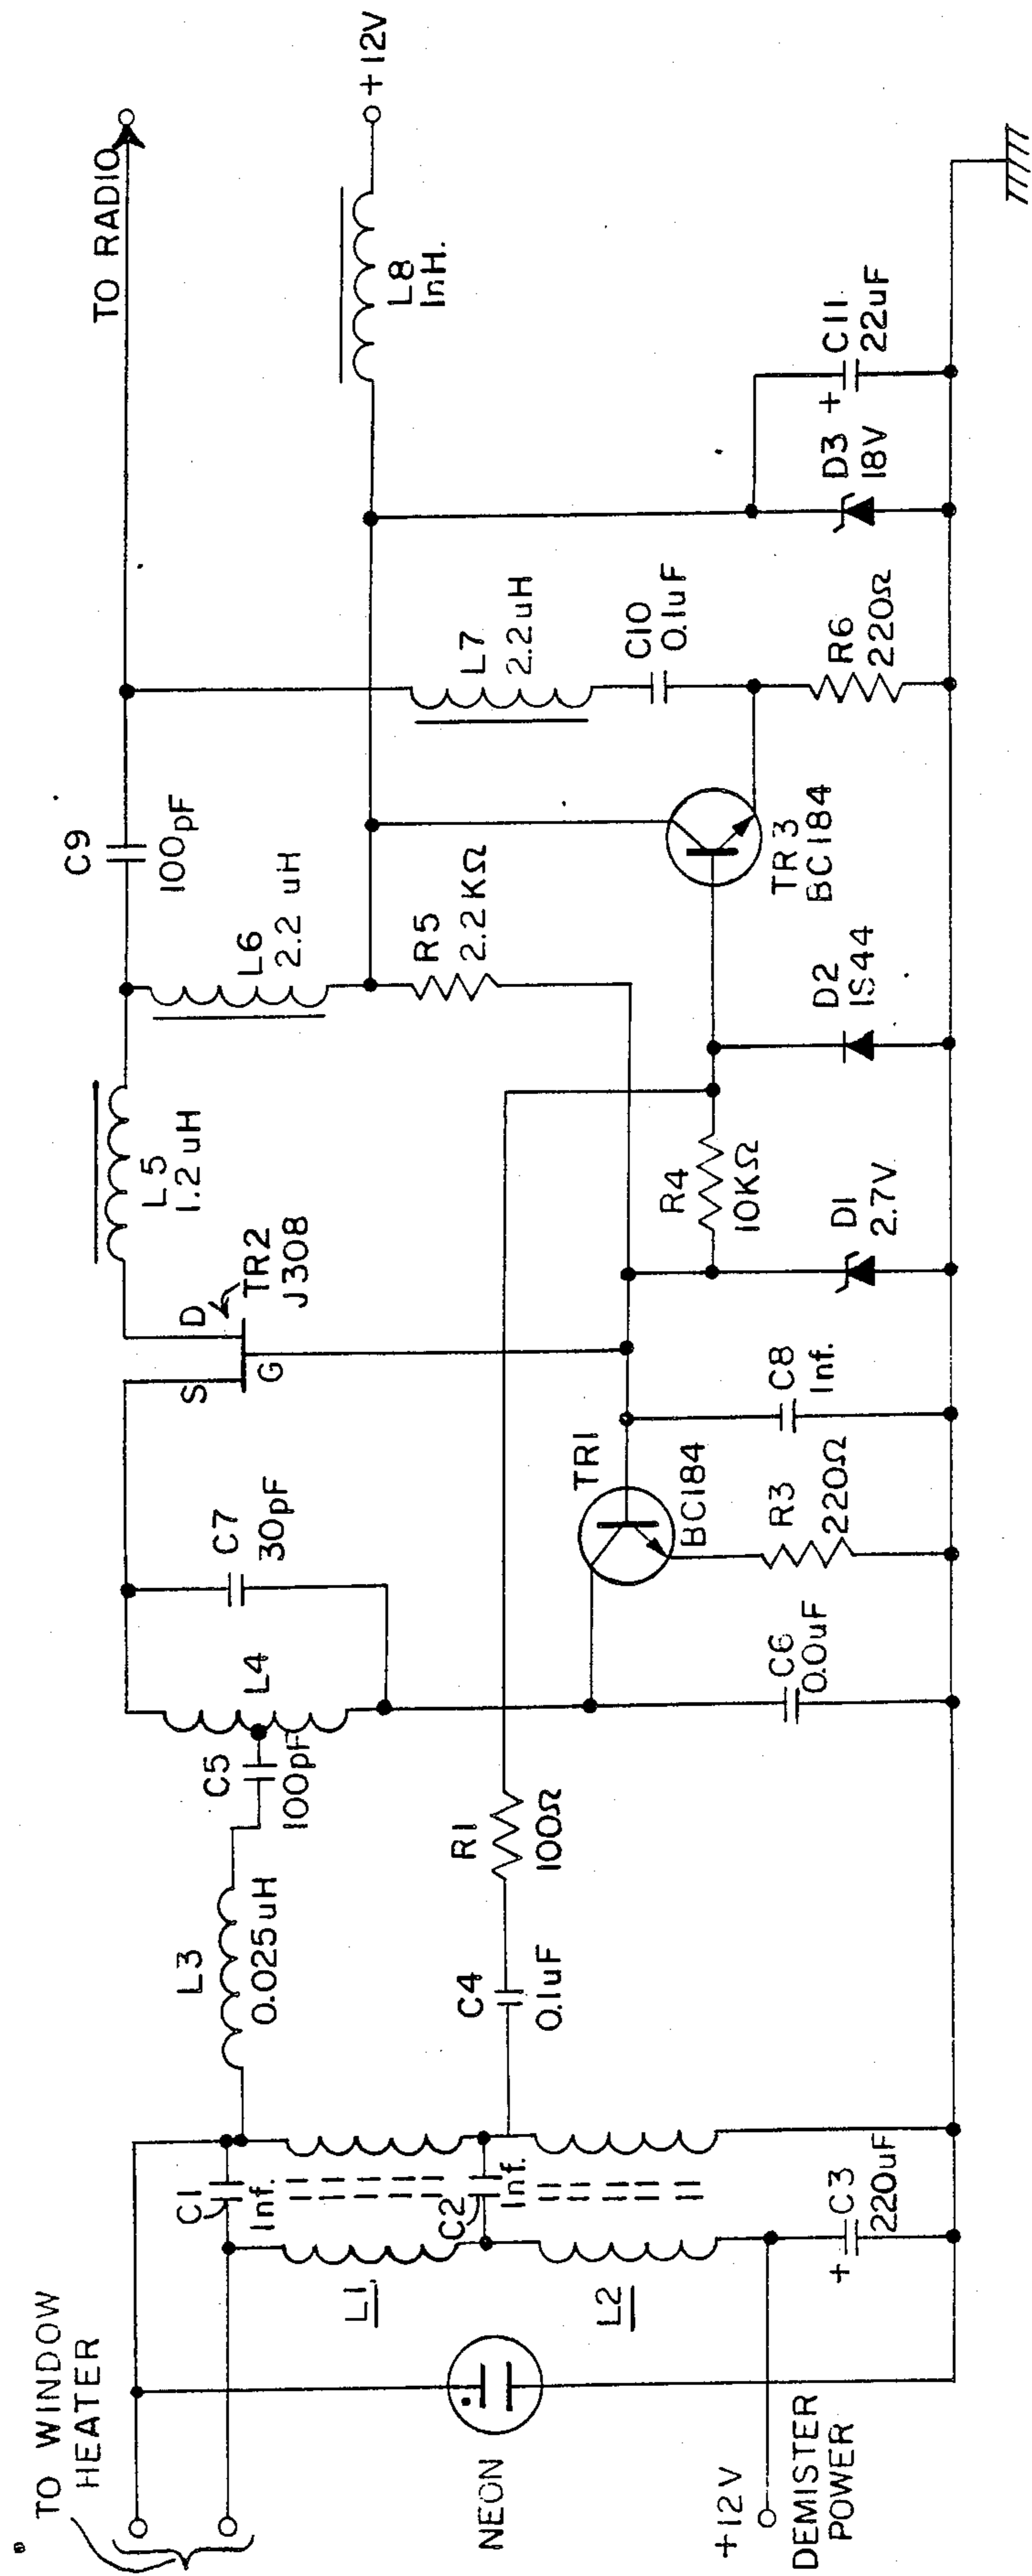 TO WINDOW
HEATER
NEON
+12V
DEMISTER
POWER
C1
1nf.
L1
C2
1nf.
L2
+
C3
220uF
L3
0.025uH
C4
0.1uF
R1
100Ω
C5
100pF
L4
C7
30pF
C6
0.0uF
TR1
BC184
R3
220Ω
C8
1nf.
S
D
G
TR2
J308
L5
1.2uH
D1
2.7V
R4
10KΩ
D2
IS44
L6
2.2 uH
R5
2.2KΩ
C9
100pF
TR3
BC184
L7
2.2uH
C10
0.1uF
R6
220Ω
D3
18V
+
C11
22uF
L8
1nH.
TO RADIO
+12V